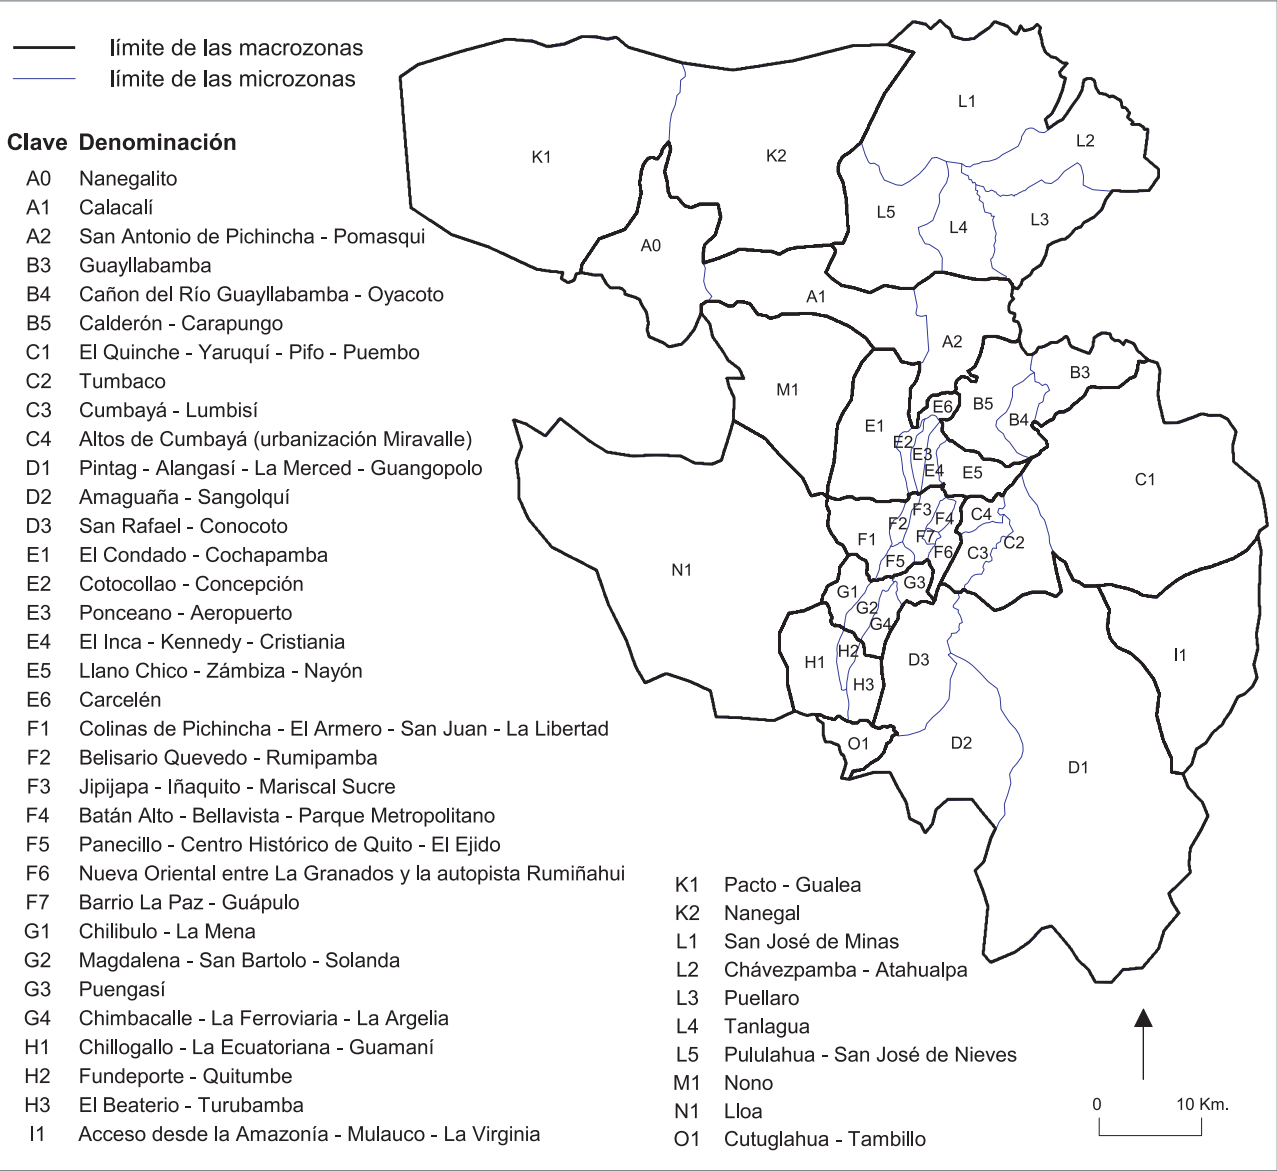 límite de las macrozonas
límite de las microzonas
Clave Denominación
A0 Nanegalito
A1 Calacalí
A2 San Antonio de Pichincha - Pomasqui
B3 Guayllabamba
B4 Cañon del Río Guayllabamba - Oyacoto
B5 Calderón - Carapungo
C1 El Quinche - Yaruquí - Pifo - Puembo
C2 Tumbaco
C3 Cumbayá - Lumbisí
C4 Altos de Cumbayá (urbanización Miravalle)
D1 Pintag - Alangasí - La Merced - Guangopolo
D2 Amaguaña - Sangolquí
D3 San Rafael - Conocoto
E1 El Condado - Cochapamba
E2 Cotocollao - Concepción
E3 Ponceano - Aeropuerto
E4 El Inca - Kennedy - Cristiania
E5 Llano Chico - Zámbiza - Nayón
E6 Carcelén
F1 Colinas de Pichincha - El Armero - San Juan - La Libertad
F2 Belisario Quevedo - Rumipamba
F3 Jipijapa - Iñaquito - Mariscal Sucre
F4 Batán Alto - Bellavista - Parque Metropolitano
F5 Panecillo - Centro Histórico de Quito - El Ejido
F6 Nueva Oriental entre La Granados y la autopista Rumiñahui
F7 Barrio La Paz - Guápulo
G1 Chilibulo - La Mena
G2 Magdalena - San Bartolo - Solanda
G3 Puengasí
G4 Chimbacalle - La Ferroviaria - La Argelia
H1 Chillogallo - La Ecuatoriana - Guamaní
H2 Fundeporte - Quitumbe
H3 El Beaterio - Turubamba
I1 Acceso desde la Amazonía - Mulauco - La Virginia
K1 Pacto - Gualea
K2 Nanegal
L1 San José de Minas
L2 Chávezpamba - Atahualpa
L3 Puellaro
L4 Tanlagua
L5 Pululahua - San José de Nieves
M1 Nono
N1 Lloa
O1 Cutuglahua - Tambillo
L1
L2
K1
K2
L5
L4
L3
A0
A1
A2
B3
M1
E6
B5
B4
E1
E2
E3
E4
E5
C1
F3
F2
F4
C4
F1
F7
F6
C3
C2
F5
N1
G1
G3
G2
G4
H2
H1
D3
I1
H3
O1
D2
D1
0 10 Km.